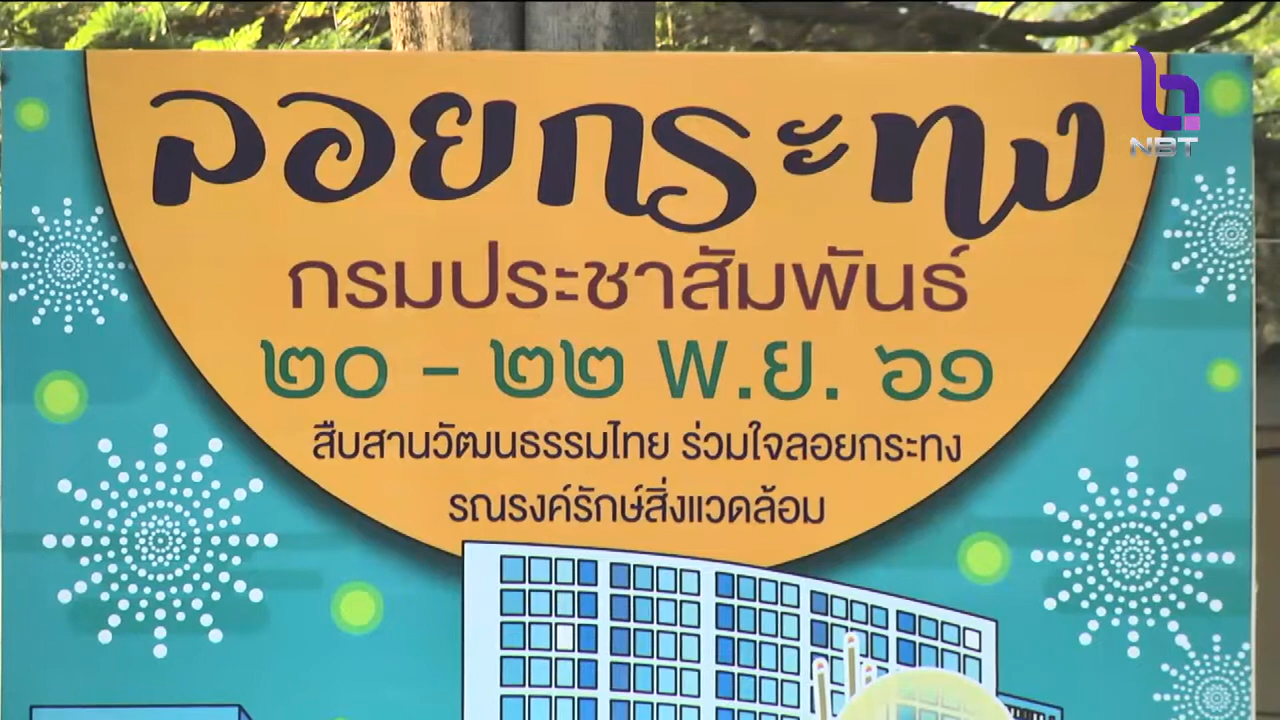 ลอยกระทง
กรมประชาสัมพันธ์
๒๐ - ๒๒ พ.ย. ๖๑
สืบสานวัฒนธรรมไทย ร่วมใจลอยกระทง
รณรงค์รักษ์สิ่งแวดล้อม
NBT